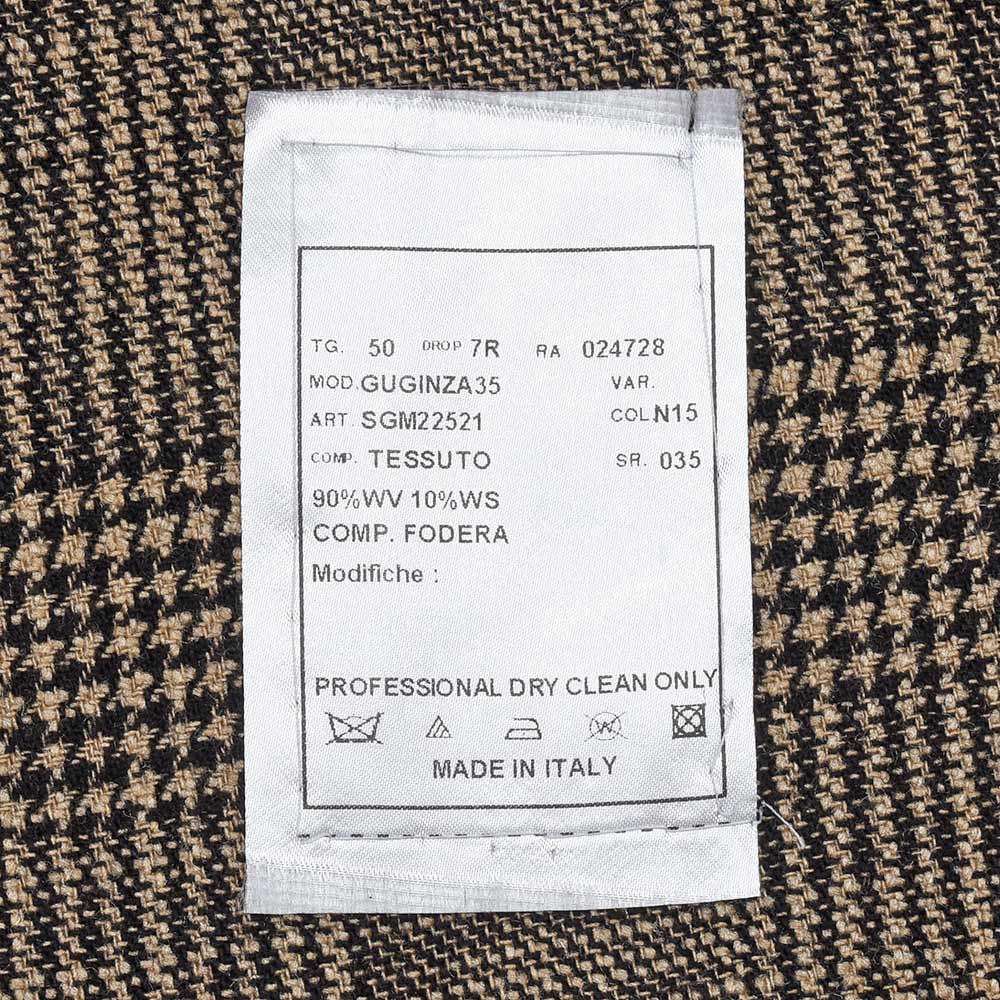 TG. 50 DROP 7R RA 024728
MOD. GUGINZA35 VAR.
ART. SGM22521 COL N15
COMP. TESSUTO SR. 035
90%WV 10%WS
COMP. FODERA
Modifiche :
PROFESSIONAL DRY CLEAN ONLY
W
MADE IN ITALY